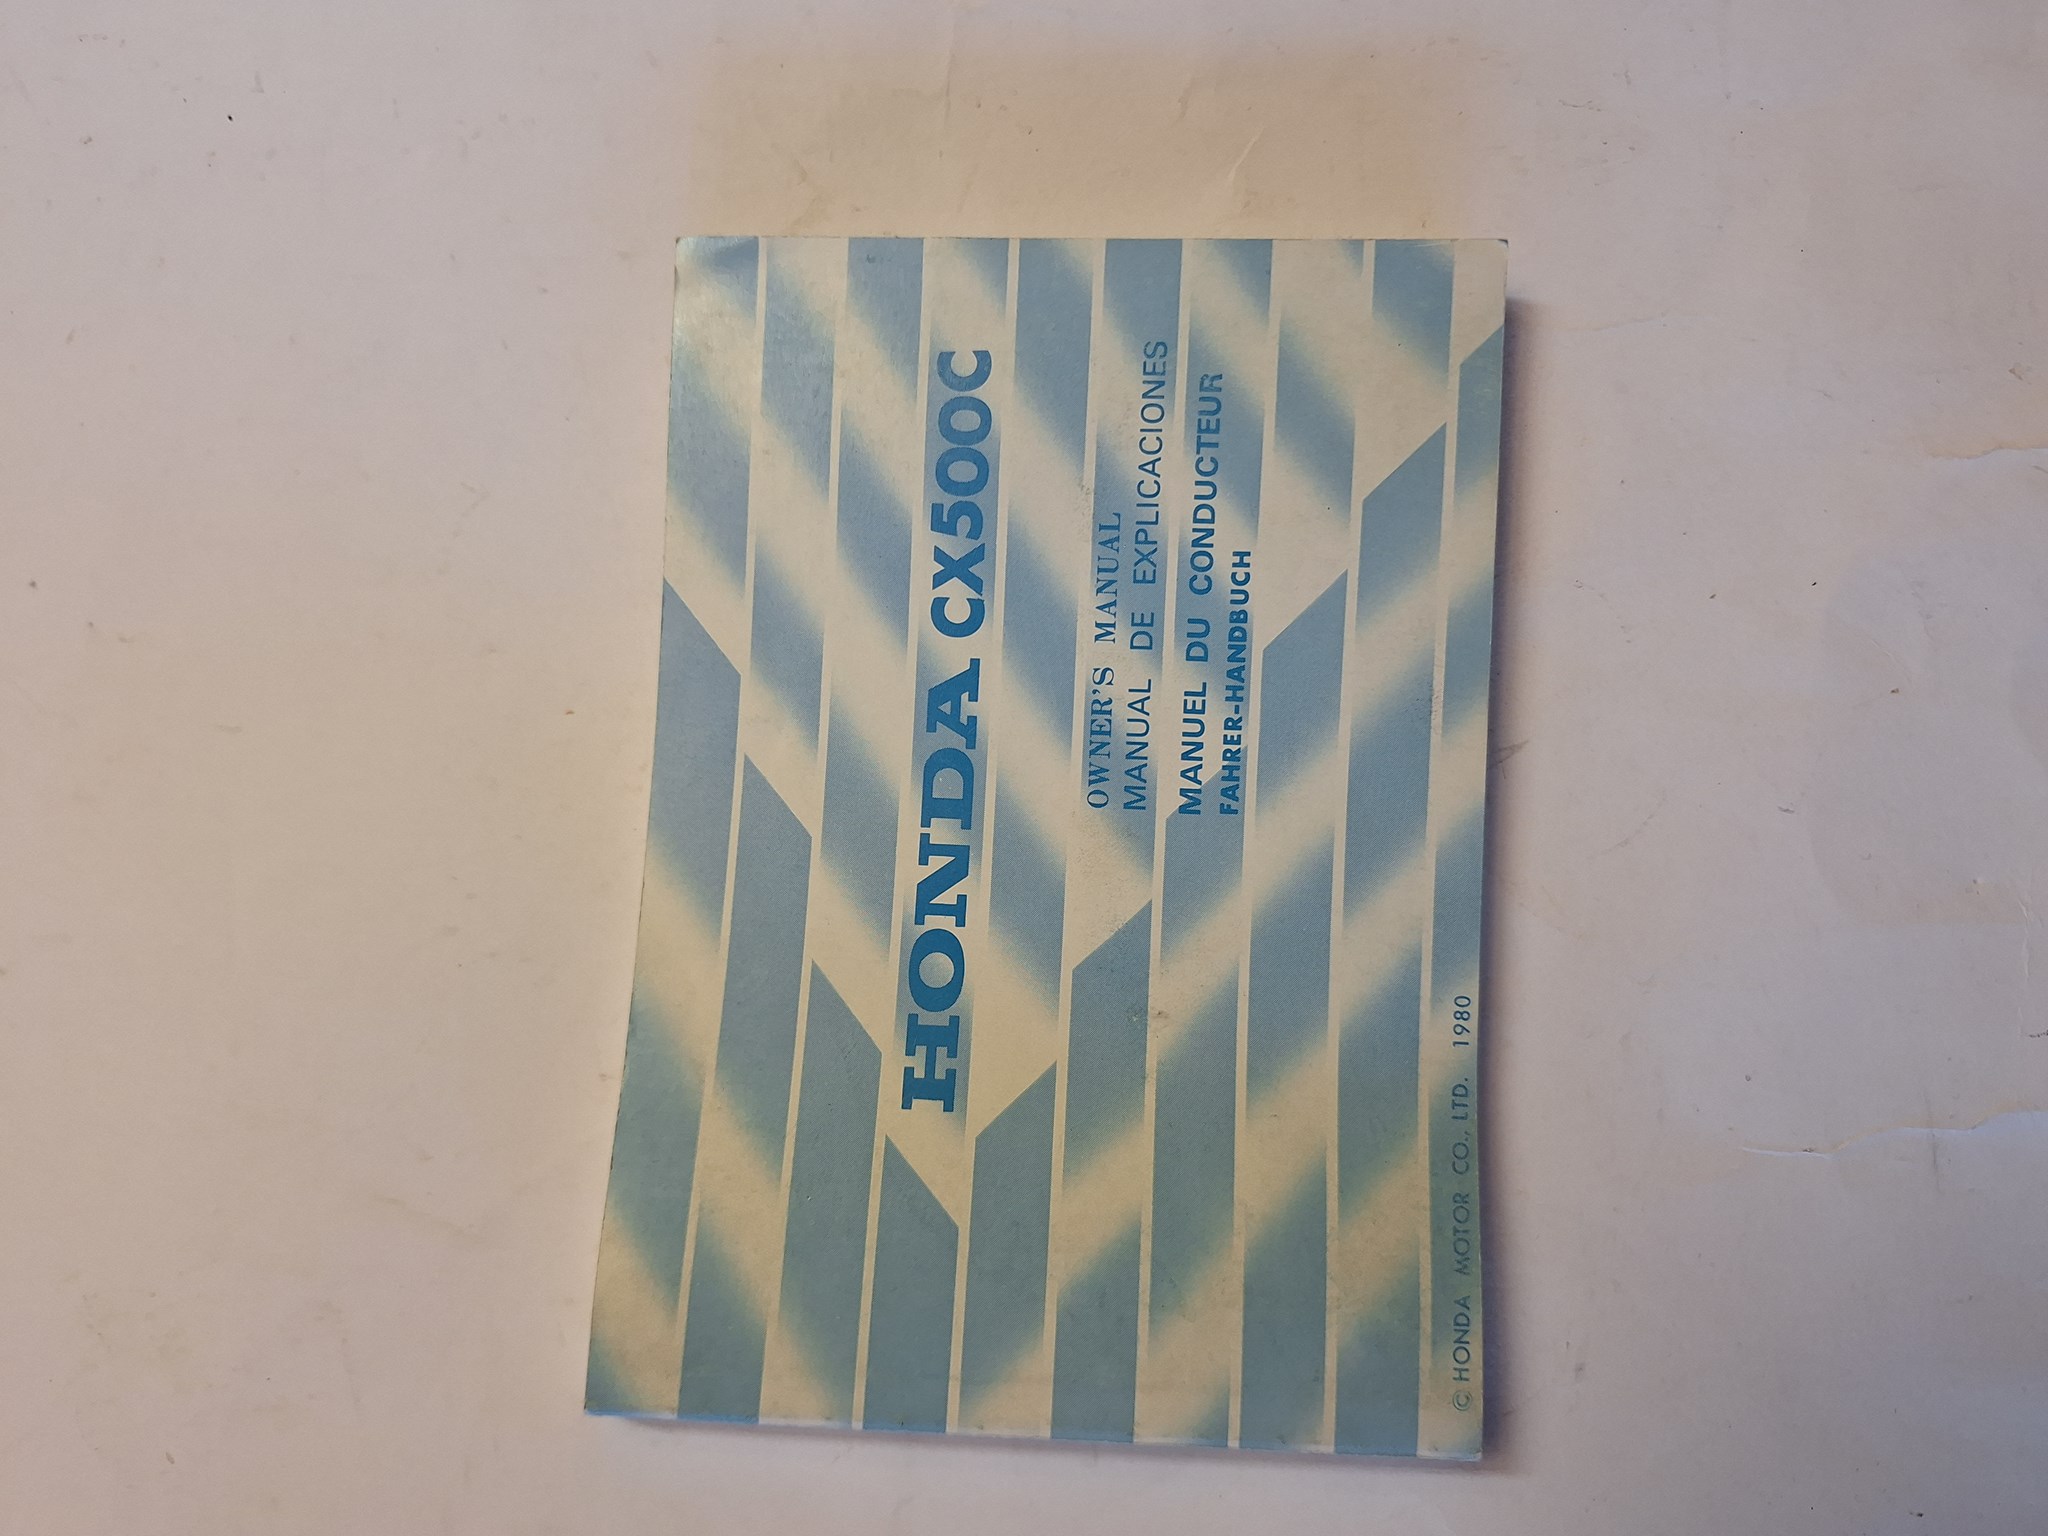 HONDA CX500C
OWNER'S MANUAL
MANUAL DE EXPLICACIONES
MANUEL DU CONDUCTEUR
FAHRER-HANDBUCH
© HONDA MOTOR CO., LTD. 1980